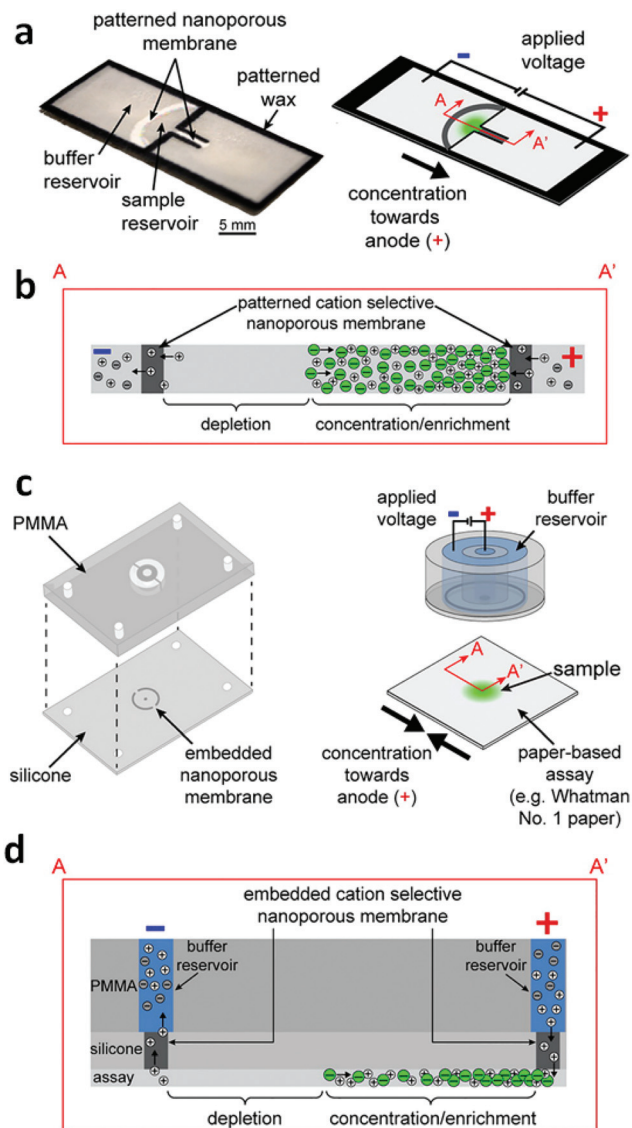 a
patterned nanoporous
membrane
patterned
wax
buffer
reservoir
sample
reservoir
5 mm
applied
voltage
-
+
A
A'
concentration
towards
anode (+)
A
A'
b
patterned cation selective
nanoporous membrane
-
+
depletion
concentration/enrichment
c
PMMA
silicone
embedded
nanoporous
membrane
applied
voltage
-
+
buffer
reservoir
A
A'
sample
concentration
towards
anode (+)
paper-based
assay
(e.g. Whatman
No. 1 paper)
d
A
A'
embedded cation selective
nanoporous membrane
-
+
buffer
reservoir
buffer
reservoir
PMMA
silicone
assay
depletion
concentration/enrichment